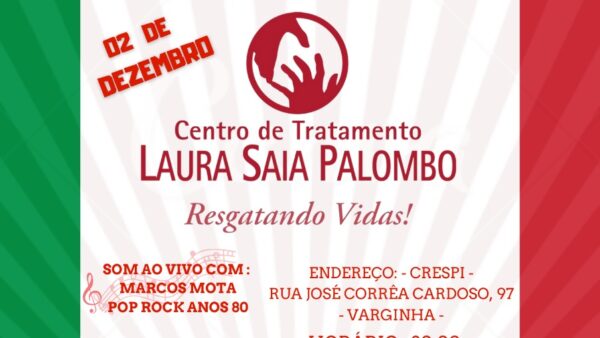 02 DE
DEZEMBRO
Centro de Tratamento
LAURA SAIA PALOMBO
Resgatando Vidas!
SOM AO VIVO COM :
MARCOS MOTA
POP ROCK ANOS 80
ENDEREÇO: - CRESPI -
RUA JOSÉ CORRÊA CARDOSO, 97
- VARGINHA -